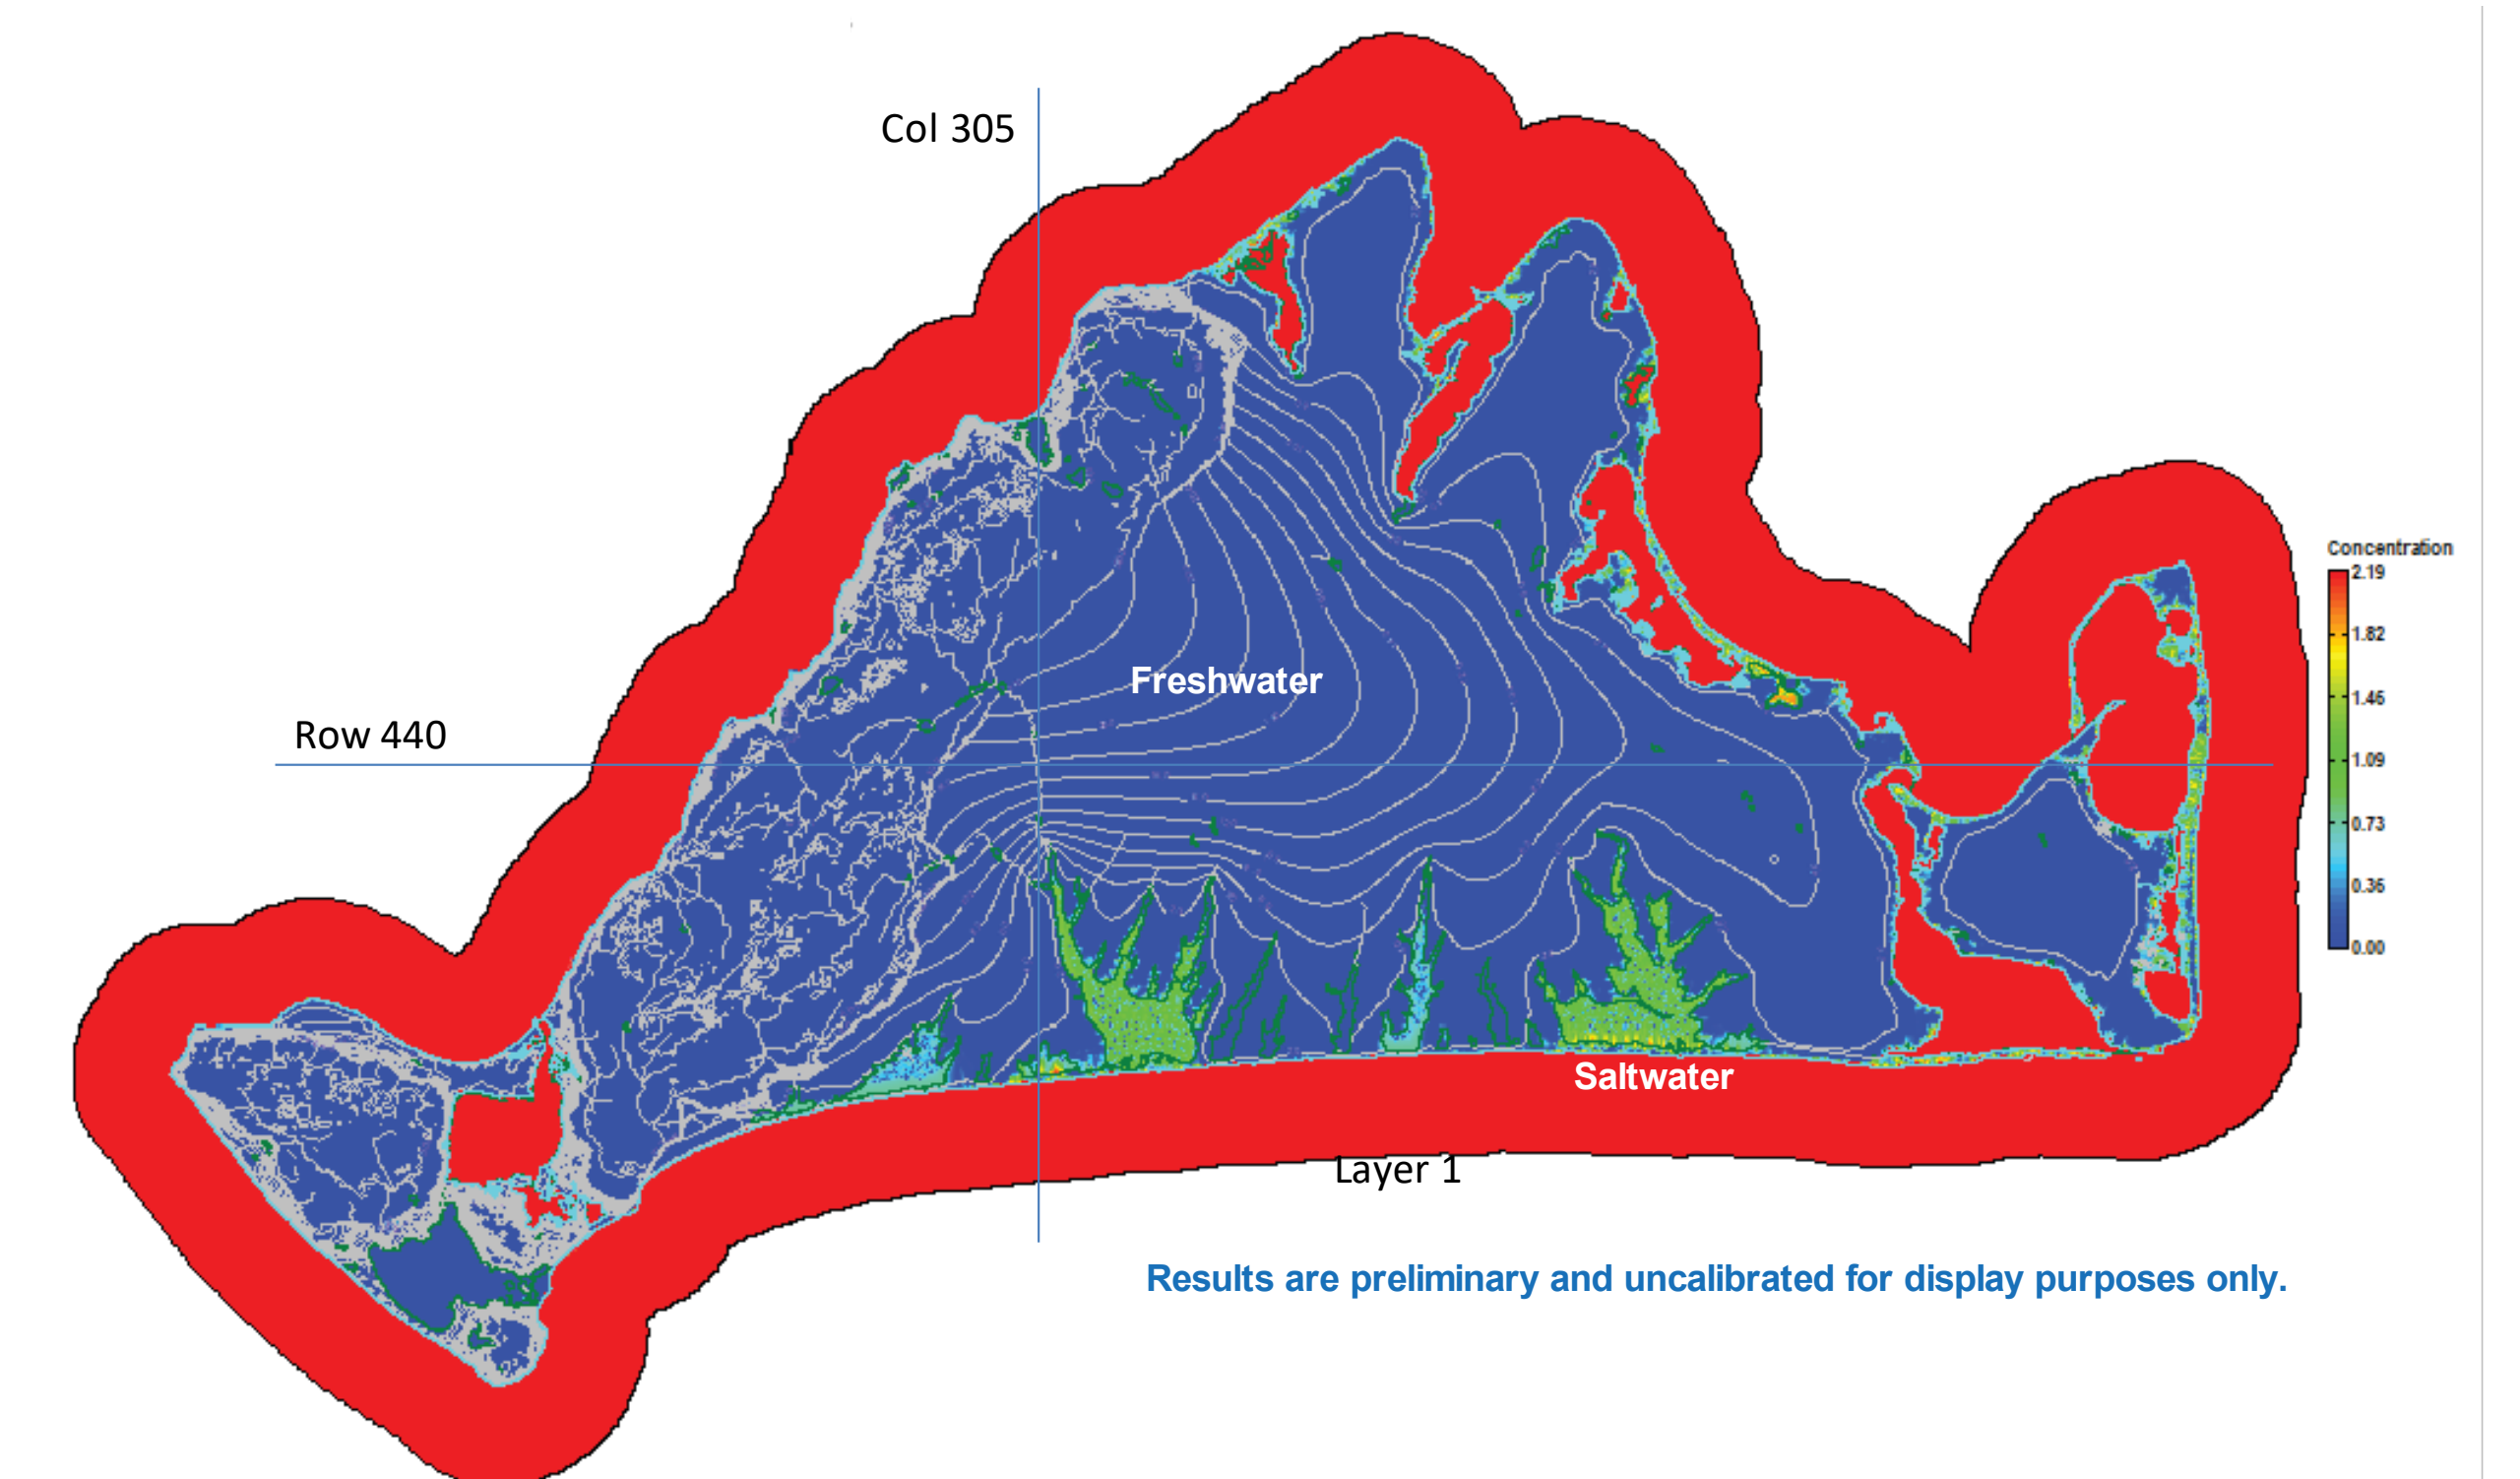 Col 305
Concentration
2.19
1.82
1.46
1.09
0.73
0.36
0.00
Freshwater
Row 440
Saltwater
Layer 1
Results are preliminary and uncalibrated for display purposes only.